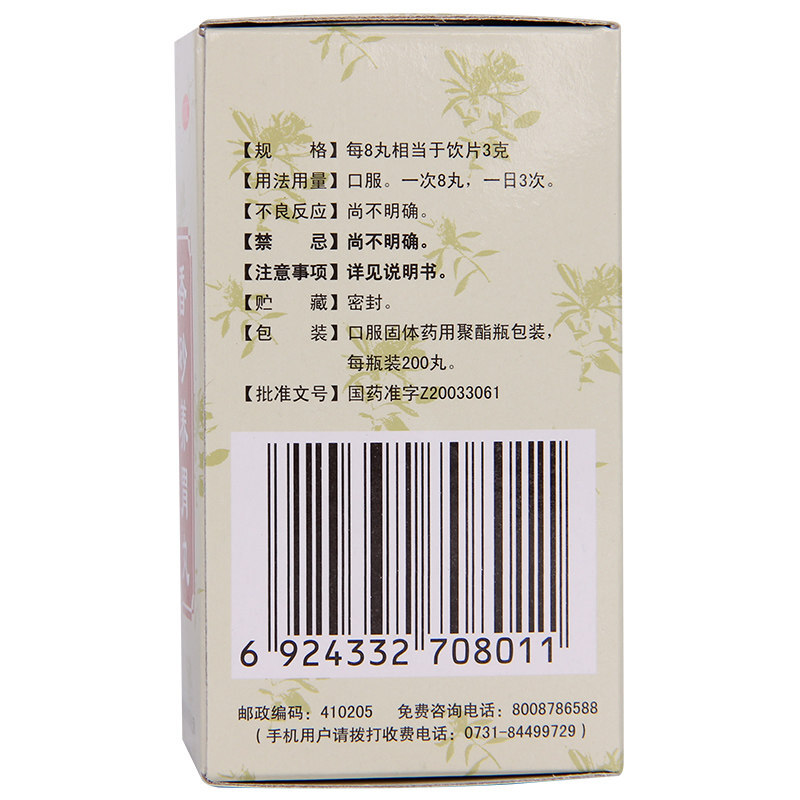 【规　　格】每8丸相当于饮片3克
【用法用量】口服。一次8丸，一日3次。
【不良反应】尚不明确。
【禁　　忌】尚不明确。
【注意事项】详见说明书。
【贮　　藏】密封。
【包　　装】口服固体药用聚酯瓶包装，
每瓶装200丸。
【批准文号】国药准字Z20033061
6 924332 708011
邮政编码：410205　免费咨询电话：8008786588
（手机用户请拨打收费电话：0731-84499729）
香砂养胃丸